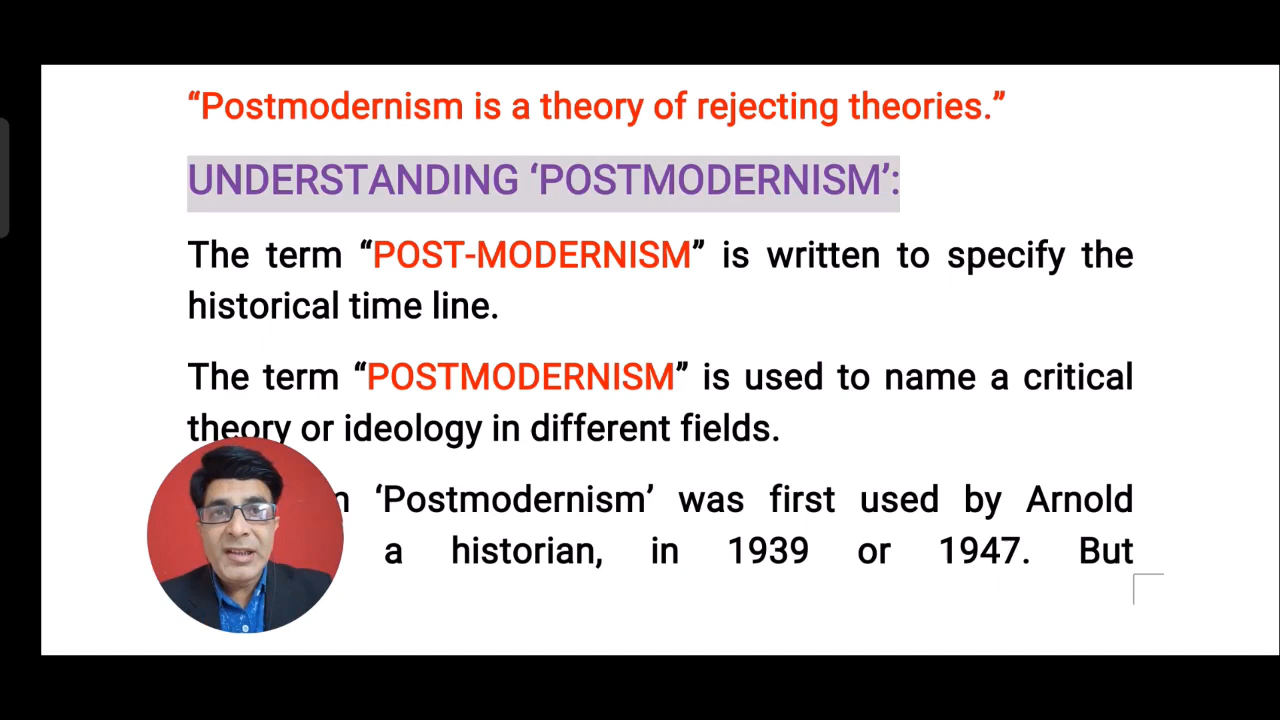 “Postmodernism is a theory of rejecting theories.”
UNDERSTANDING ‘POSTMODERNISM’:
The term “POST-MODERNISM” is written to specify the
historical time line.
The term “POSTMODERNISM” is used to name a critical
theory or ideology in different fields.
‘Postmodernism’ was first used by Arnold
a historian, in 1939 or 1947. But